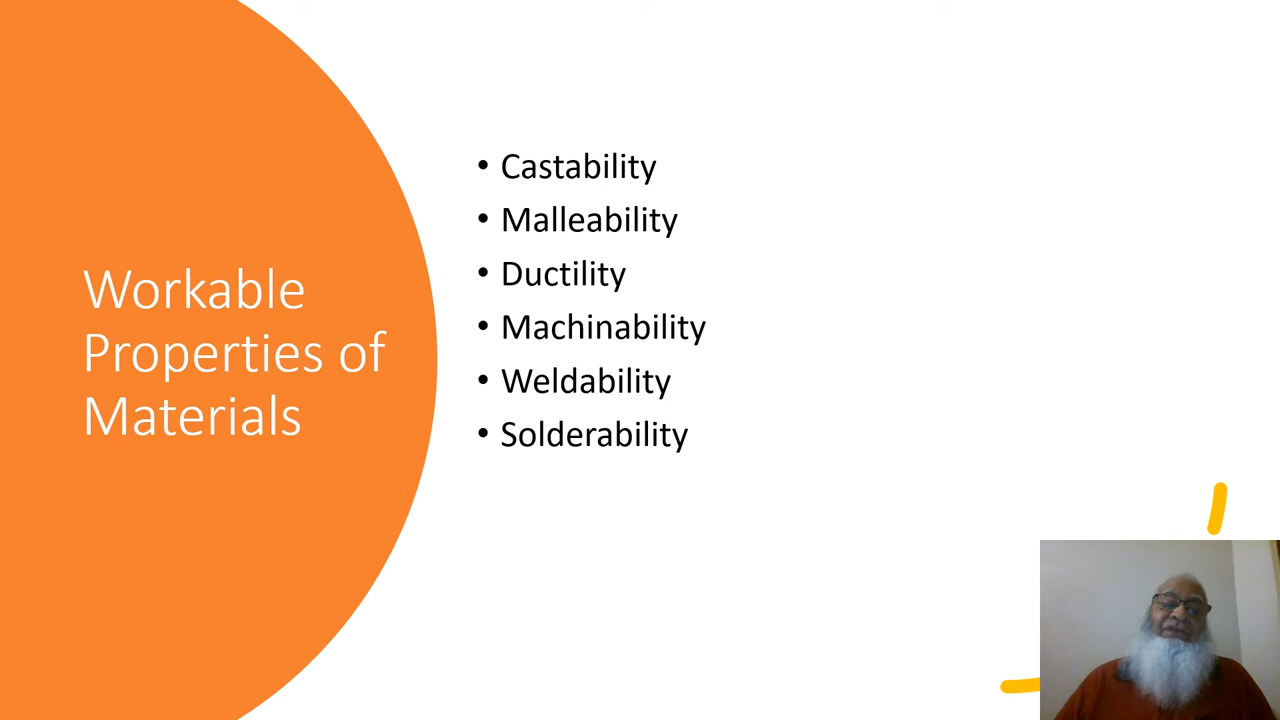 Workable
Properties of
Materials
• Castability
• Malleability
• Ductility
• Machinability
• Weldability
• Solderability